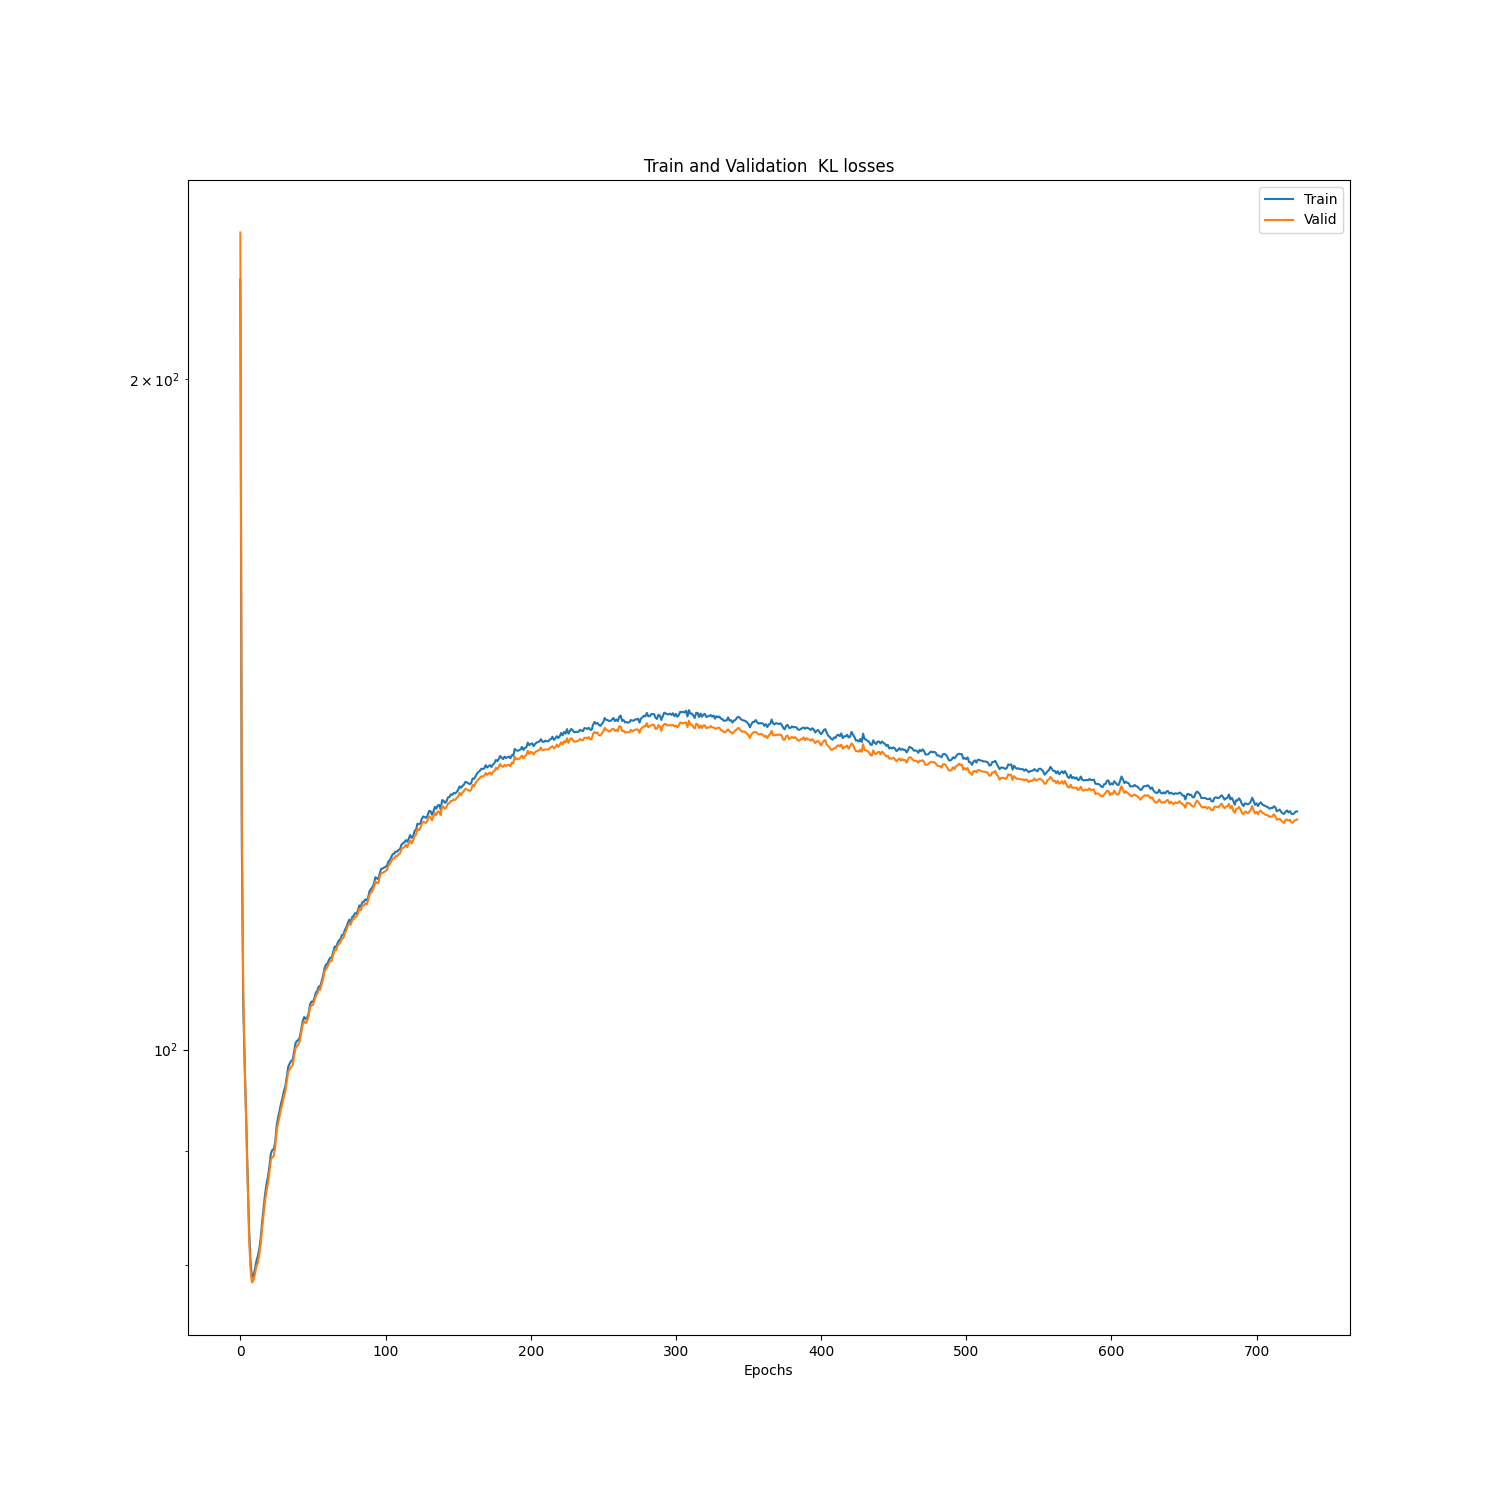 Train and Validation  KL losses
Train
Valid
2 × 10²
10²
0 100 200 300 400 500 600 700
Epochs